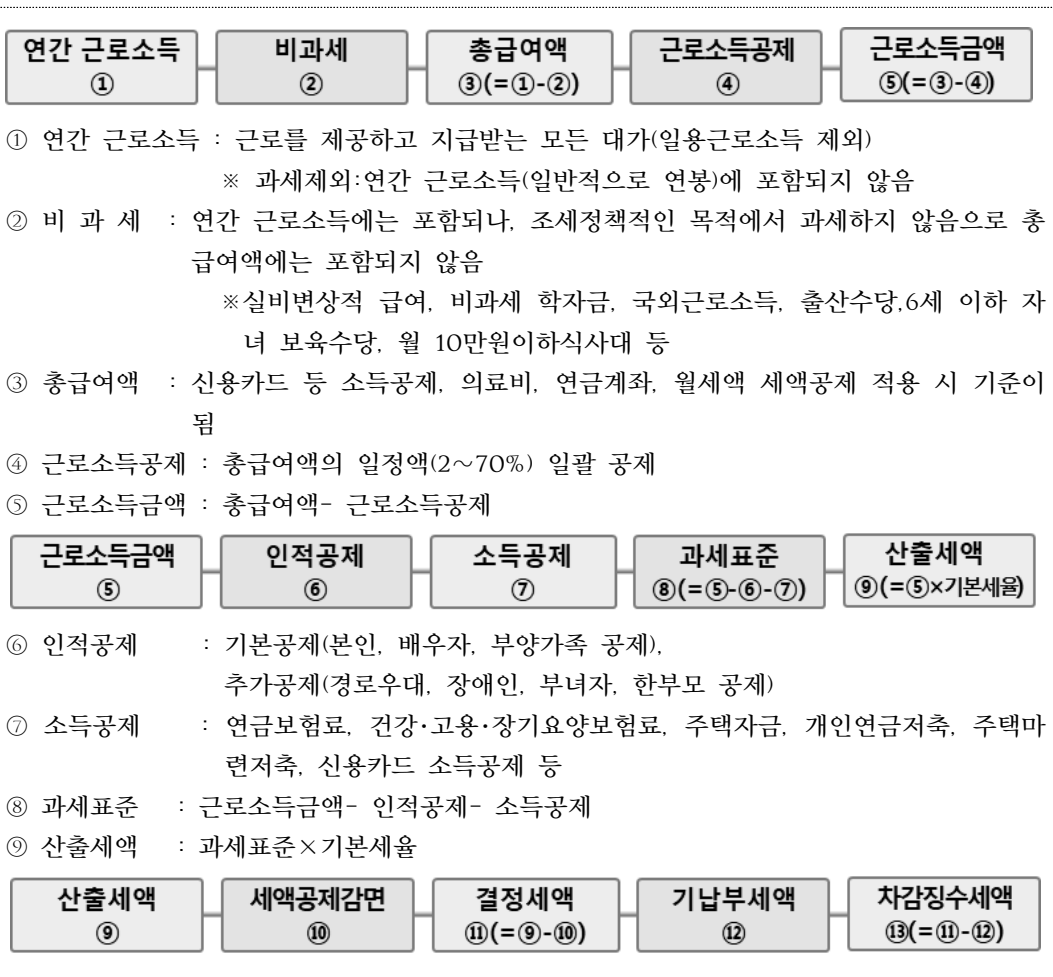 연간 근로소득 비과세 총급여액 근로소득공제 근로소득금액
① ② ③(=①-②) ④ ⑤(=③-④)
① 연간 근로소득 : 근로를 제공하고 지급받는 모든 대가(일용근로소득 제외)
※ 과세제외:연간 근로소득(일반적으로 연봉)에 포함되지 않음
② 비 과 세 : 연간 근로소득에는 포함되나, 조세정책적인 목적에서 과세하지 않음으로 총
급여액에는 포함되지 않음
※실비변상적 급여, 비과세 학자금, 국외근로소득, 출산수당,6세 이하 자
녀 보육수당, 월 10만원이하식사대 등
③ 총급여액 : 신용카드 등 소득공제, 의료비, 연금계좌, 월세액 세액공제 적용 시 기준이
됨
④ 근로소득공제 : 총급여액의 일정액(2～70%) 일괄 공제
⑤ 근로소득금액 : 총급여액- 근로소득공제
근로소득금액 인적공제 소득공제 과세표준 산출세액
⑤ ⑥ ⑦ ⑧(=⑤-⑥-⑦) ⑨(=⑤×기본세율)
⑥ 인적공제 : 기본공제(본인, 배우자, 부양가족 공제),
추가공제(경로우대, 장애인, 부녀자, 한부모 공제)
⑦ 소득공제 : 연금보험료, 건강·고용·장기요양보험료, 주택자금, 개인연금저축, 주택마
련저축, 신용카드 소득공제 등
⑧ 과세표준 : 근로소득금액- 인적공제- 소득공제
⑨ 산출세액 : 과세표준×기본세율
산출세액 세액공제감면 결정세액 기납부세액 차감징수세액
⑨ ⑩ ⑪(=⑨-⑩) ⑫ ⑬(=⑪-⑫)